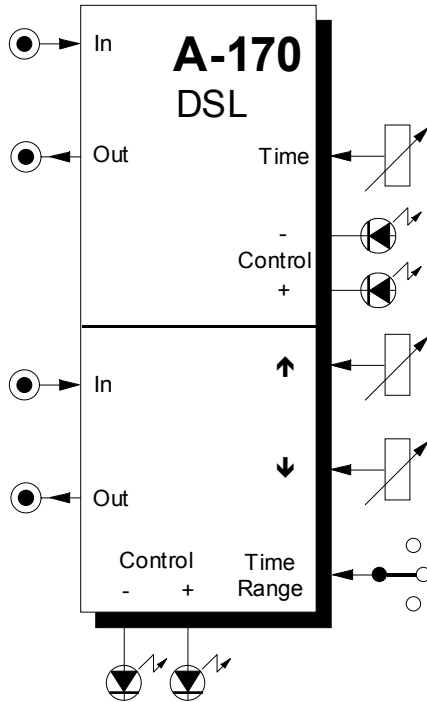 A-170
DSL
In
Out
Time
-
Control
+
In
↑
↓
Out
Control
- +
Time
Range